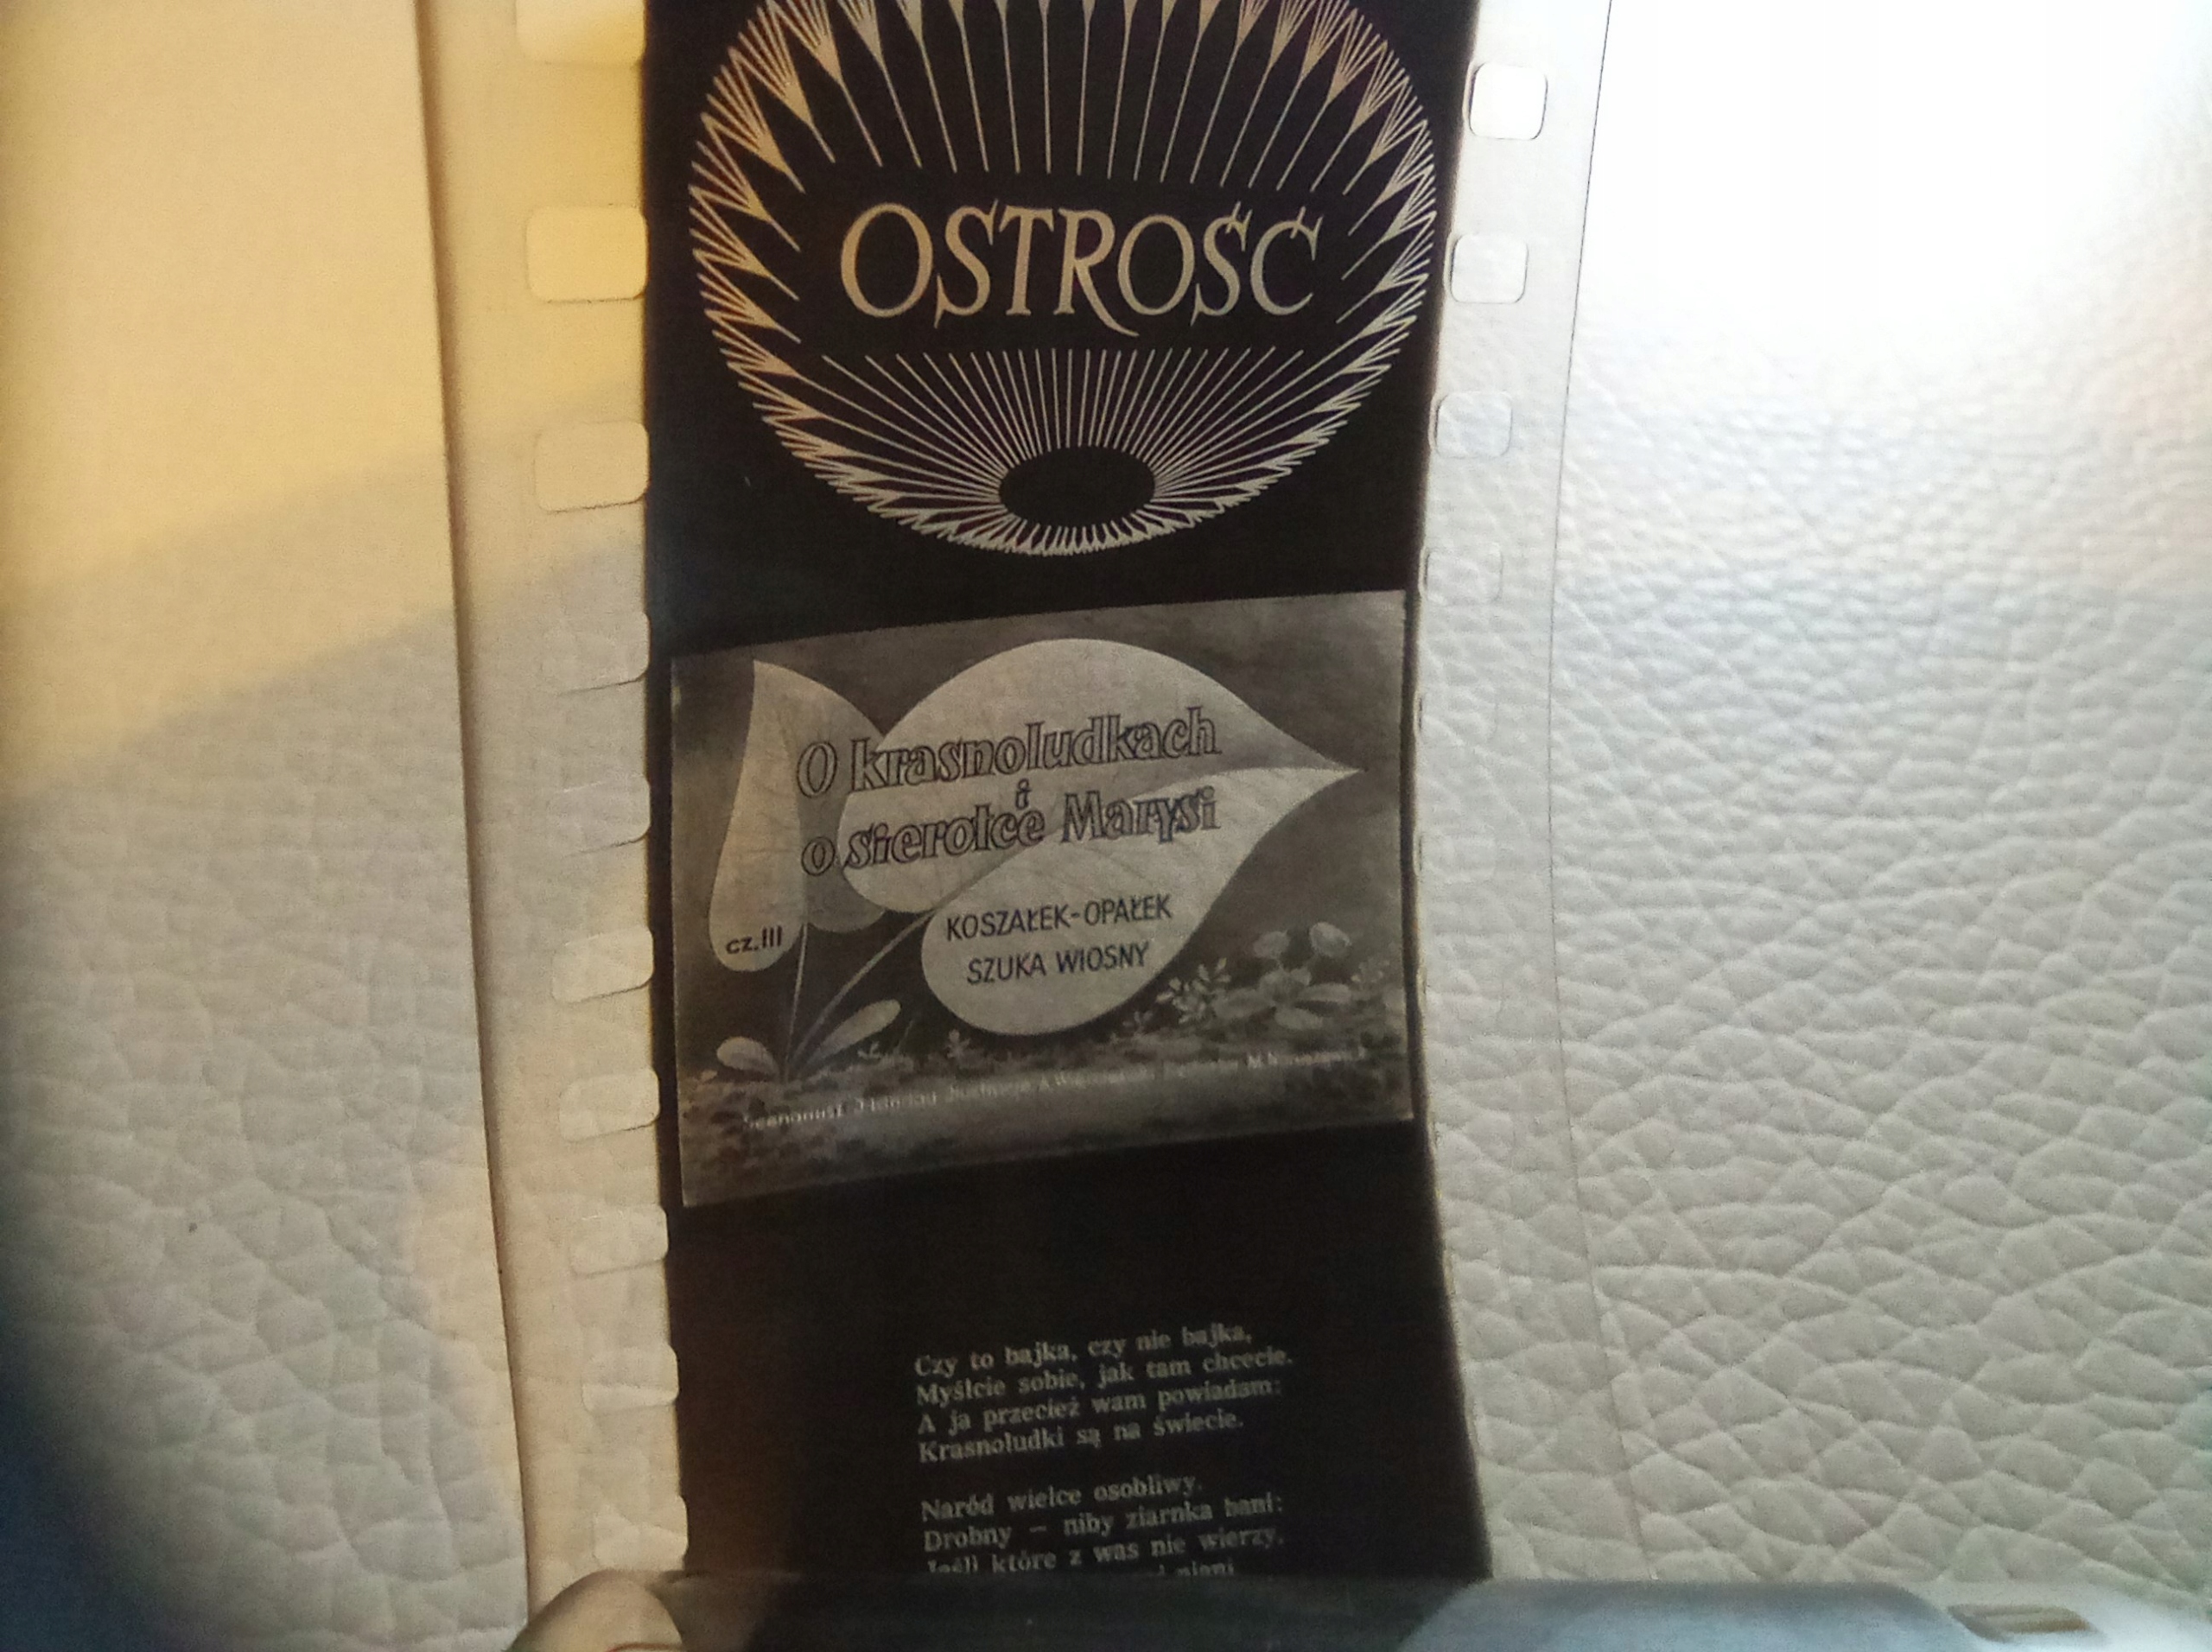 OSTROŚĆ
O krasnoludkach
i
o sierotce Marysi
cz. III
KOSZAŁEK-OPAŁEK
SZUKA WIOSNY
Scenariusz
Czy to bajka, czy nie bajka,
Myślcie sobie, jak tam chcecie.
A ja przecież wam powiadam:
Krasnoludki są na świecie.
Naród wielce osobliwy.
Drobny — niby ziarnka bani:
Jeśli które z was nie wierzy,